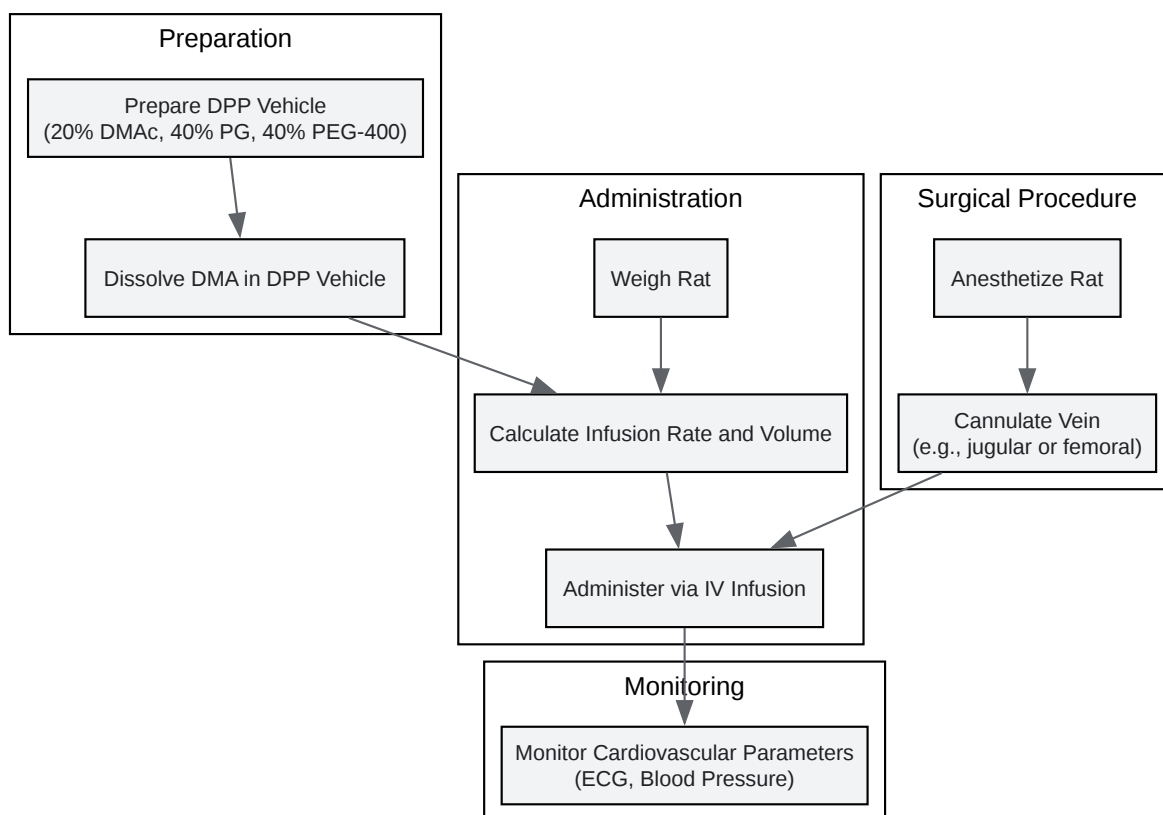 Preparation
Prepare DPP Vehicle
(20% DMAc, 40% PG, 40% PEG-400)
Dissolve DMA in DPP Vehicle
Administration
Weigh Rat
Calculate Infusion Rate and Volume
Administer via IV Infusion
Surgical Procedure
Anesthetize Rat
Cannulate Vein
(e.g., jugular or femoral)
Monitoring
Monitor Cardiovascular Parameters
(ECG, Blood Pressure)